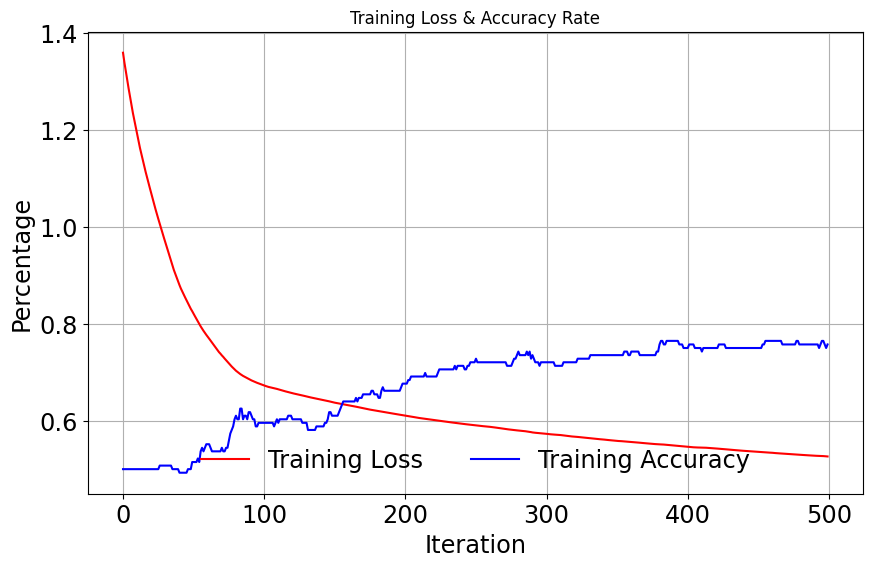 Training Loss & Accuracy Rate
1.4
1.2
1.0
0.8
0.6
Percentage
Training Loss
Training Accuracy
0 100 200 300 400 500
Iteration